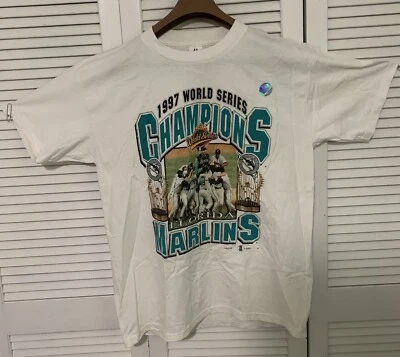 1997 WORLD SERIES
CHAMPIONS
FLORIDA
MARLINS